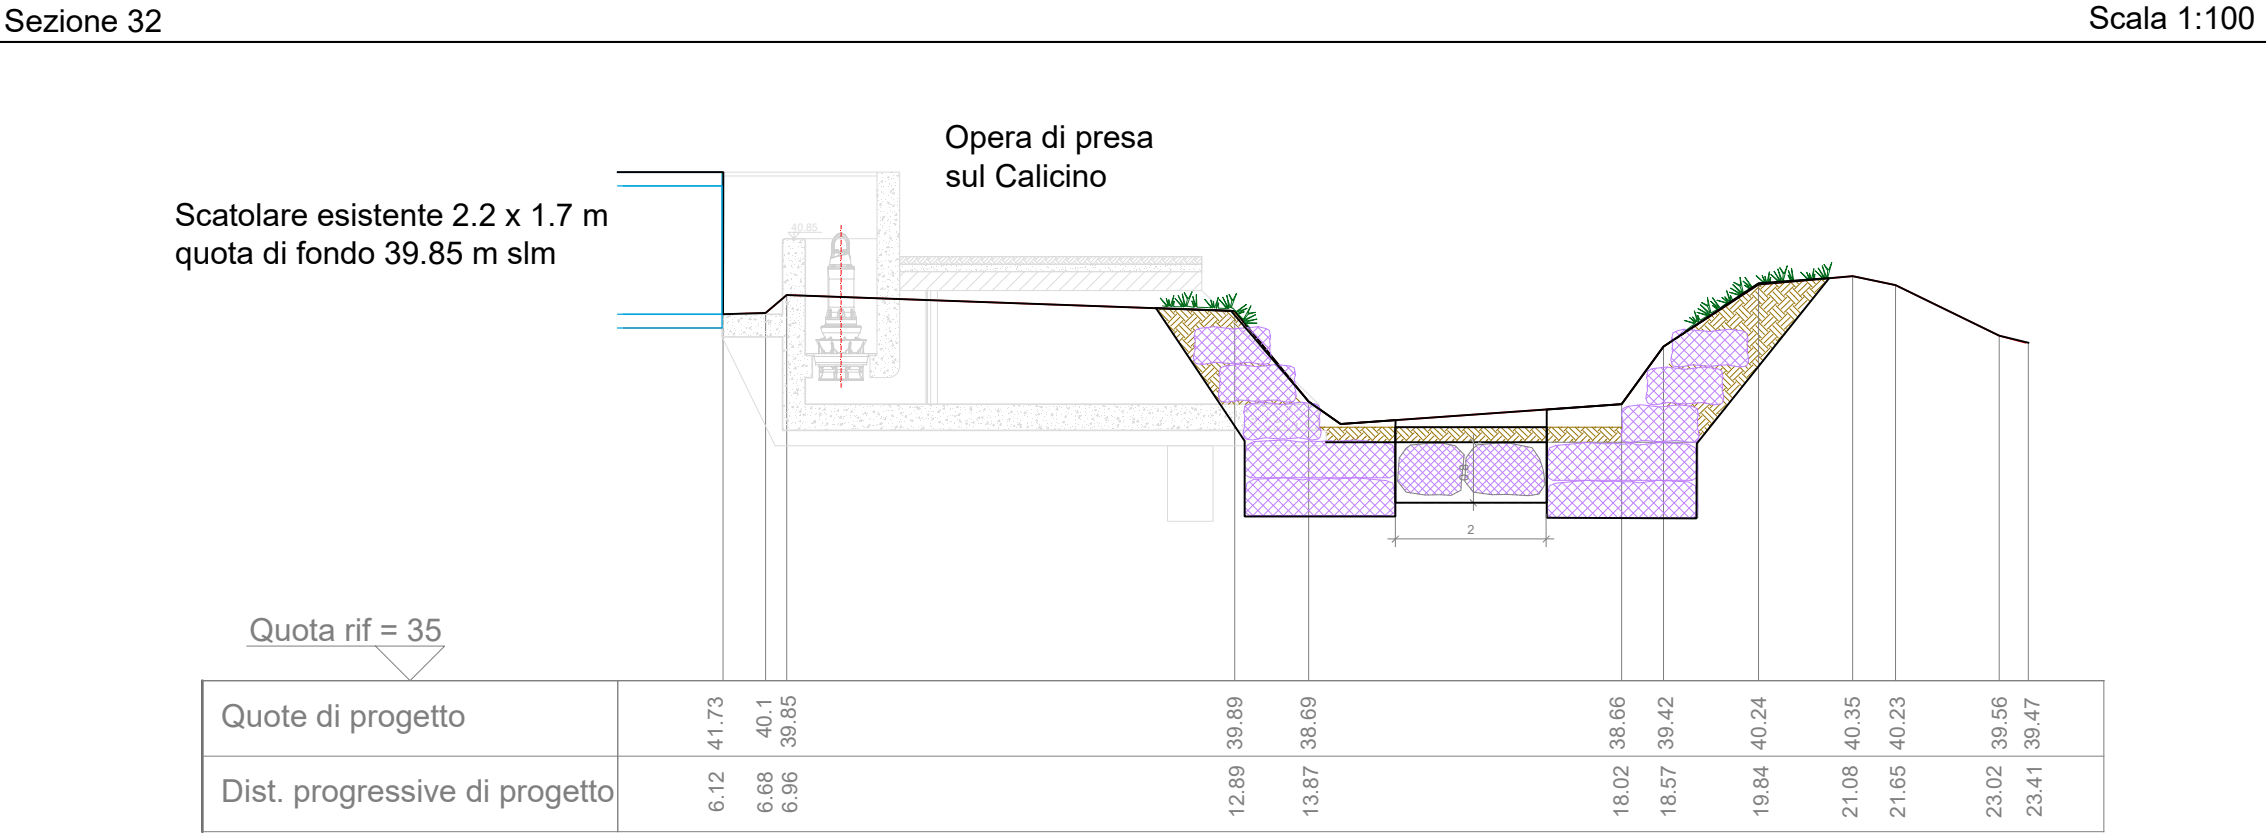 Sezione 32
Scala 1:100
Opera di presa
sul Calicino
Scatolare esistente 2.2 x 1.7 m
quota di fondo 39.85 m slm
40.85
0.8
2
Quota rif = 35
Quote di progetto 41.73 40.1 39.85 39.89 38.69 38.66 39.42 40.24 40.35 40.23 39.56 39.47
Dist. progressive di progetto 6.12 6.68 6.96 12.89 13.87 18.02 18.57 19.84 21.08 21.65 23.02 23.41